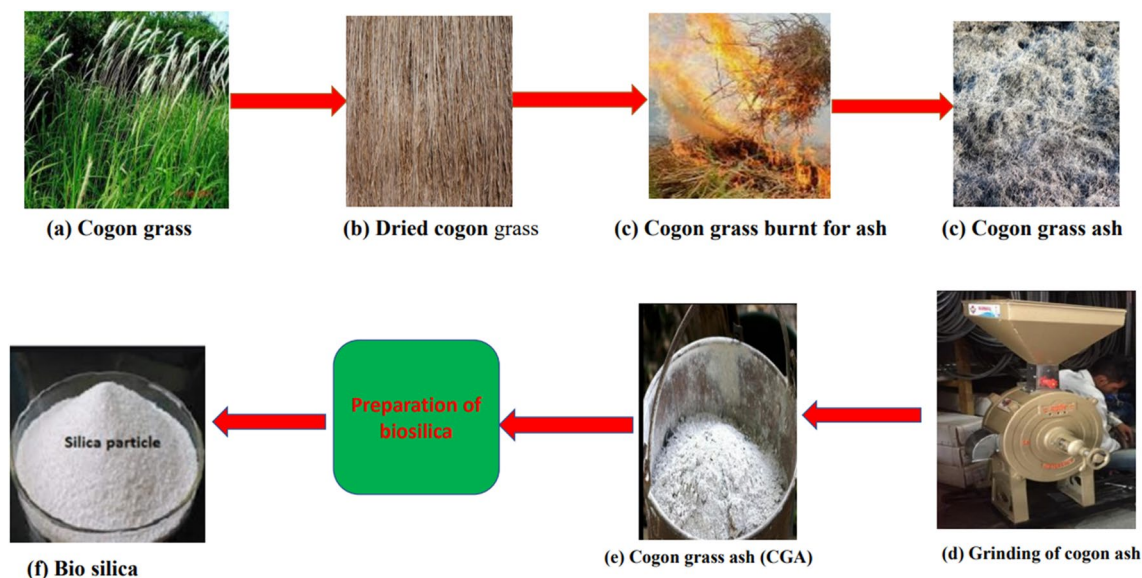 (a) Cogon grass
(b) Dried cogon grass
(c) Cogon grass burnt for ash
(c) Cogon grass ash
Silica particle
Preparation of
biosilica
(f) Bio silica
(e) Cogon grass ash (CGA)
(d) Grinding of cogon ash